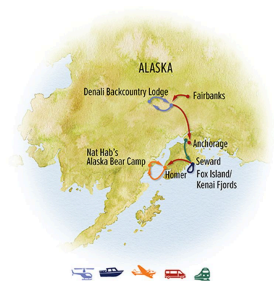 ALASKA
Denali Backcountry Lodge
Fairbanks
Anchorage
Nat Hab's
Alaska Bear Camp
Seward
Homer
Fox Island/
Kenai Fjords